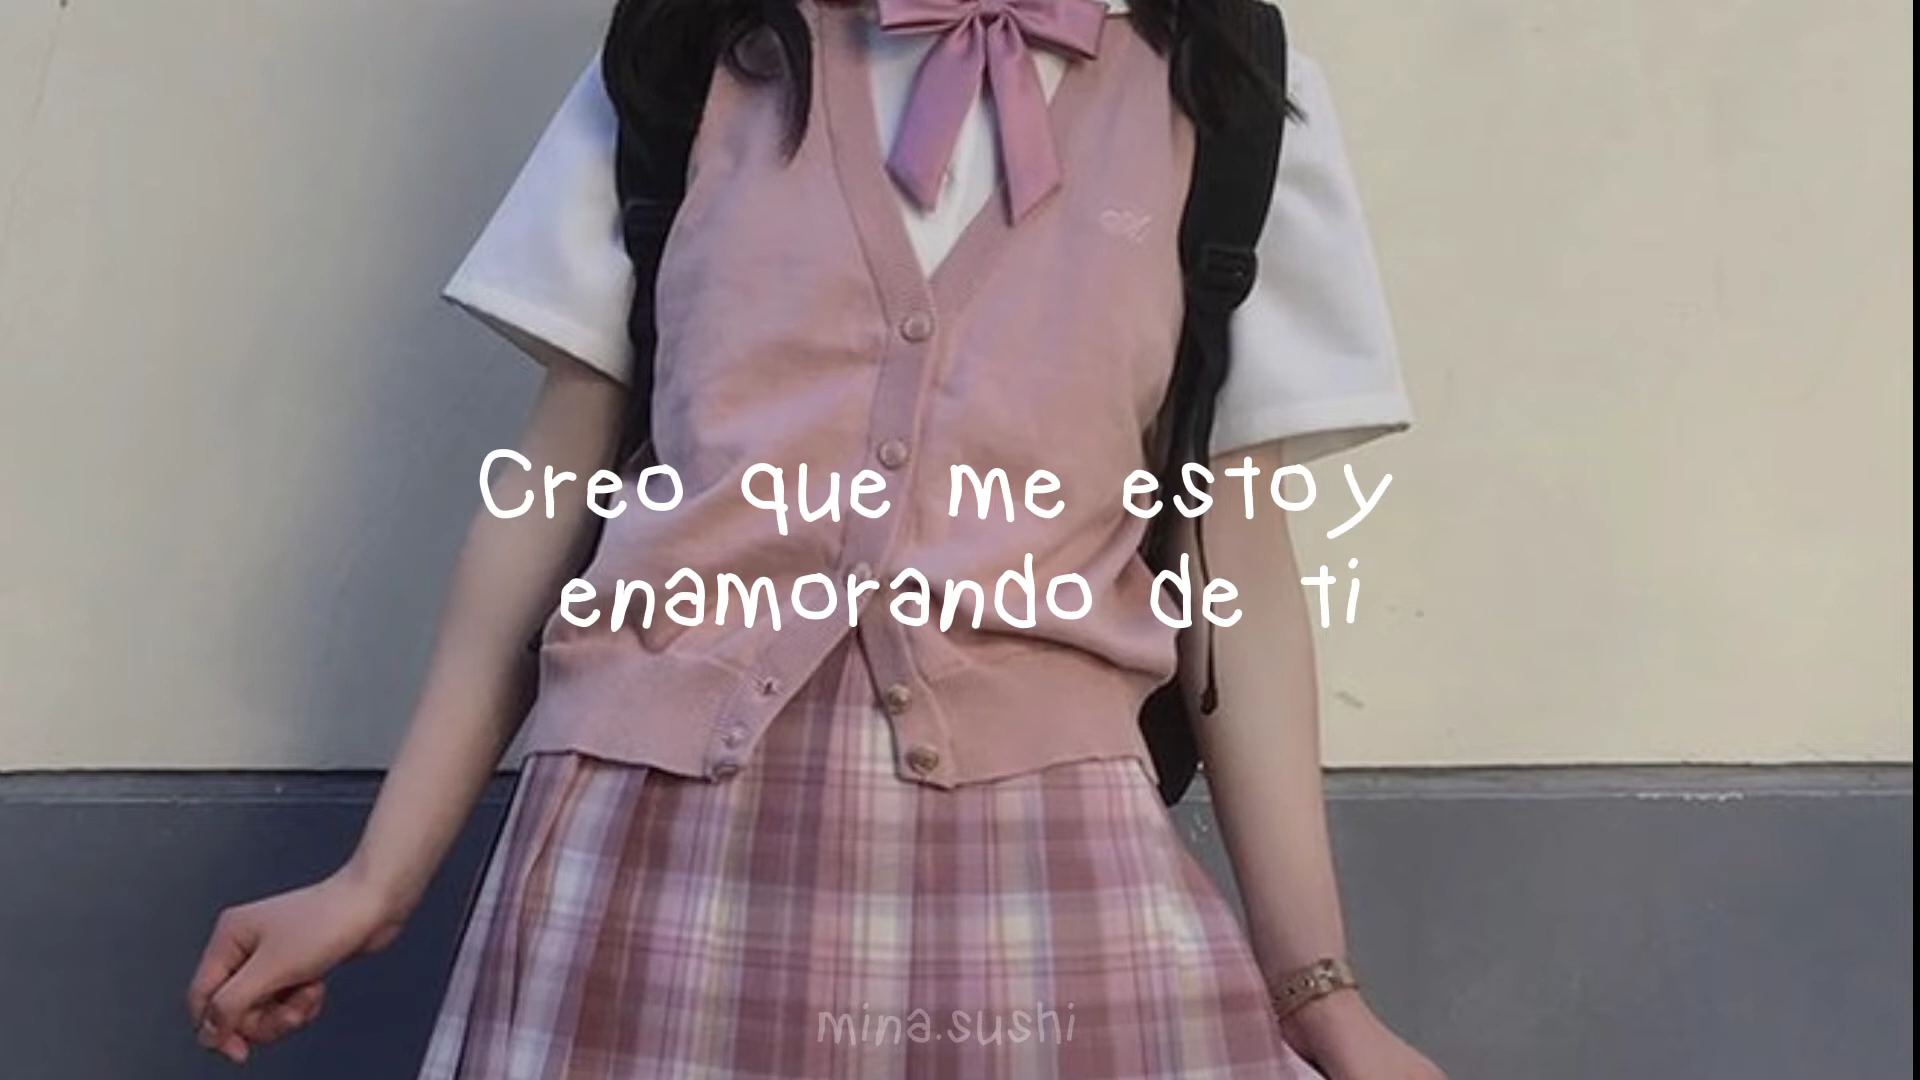 Creo que me estoy
enamorando de ti
mina.sushi